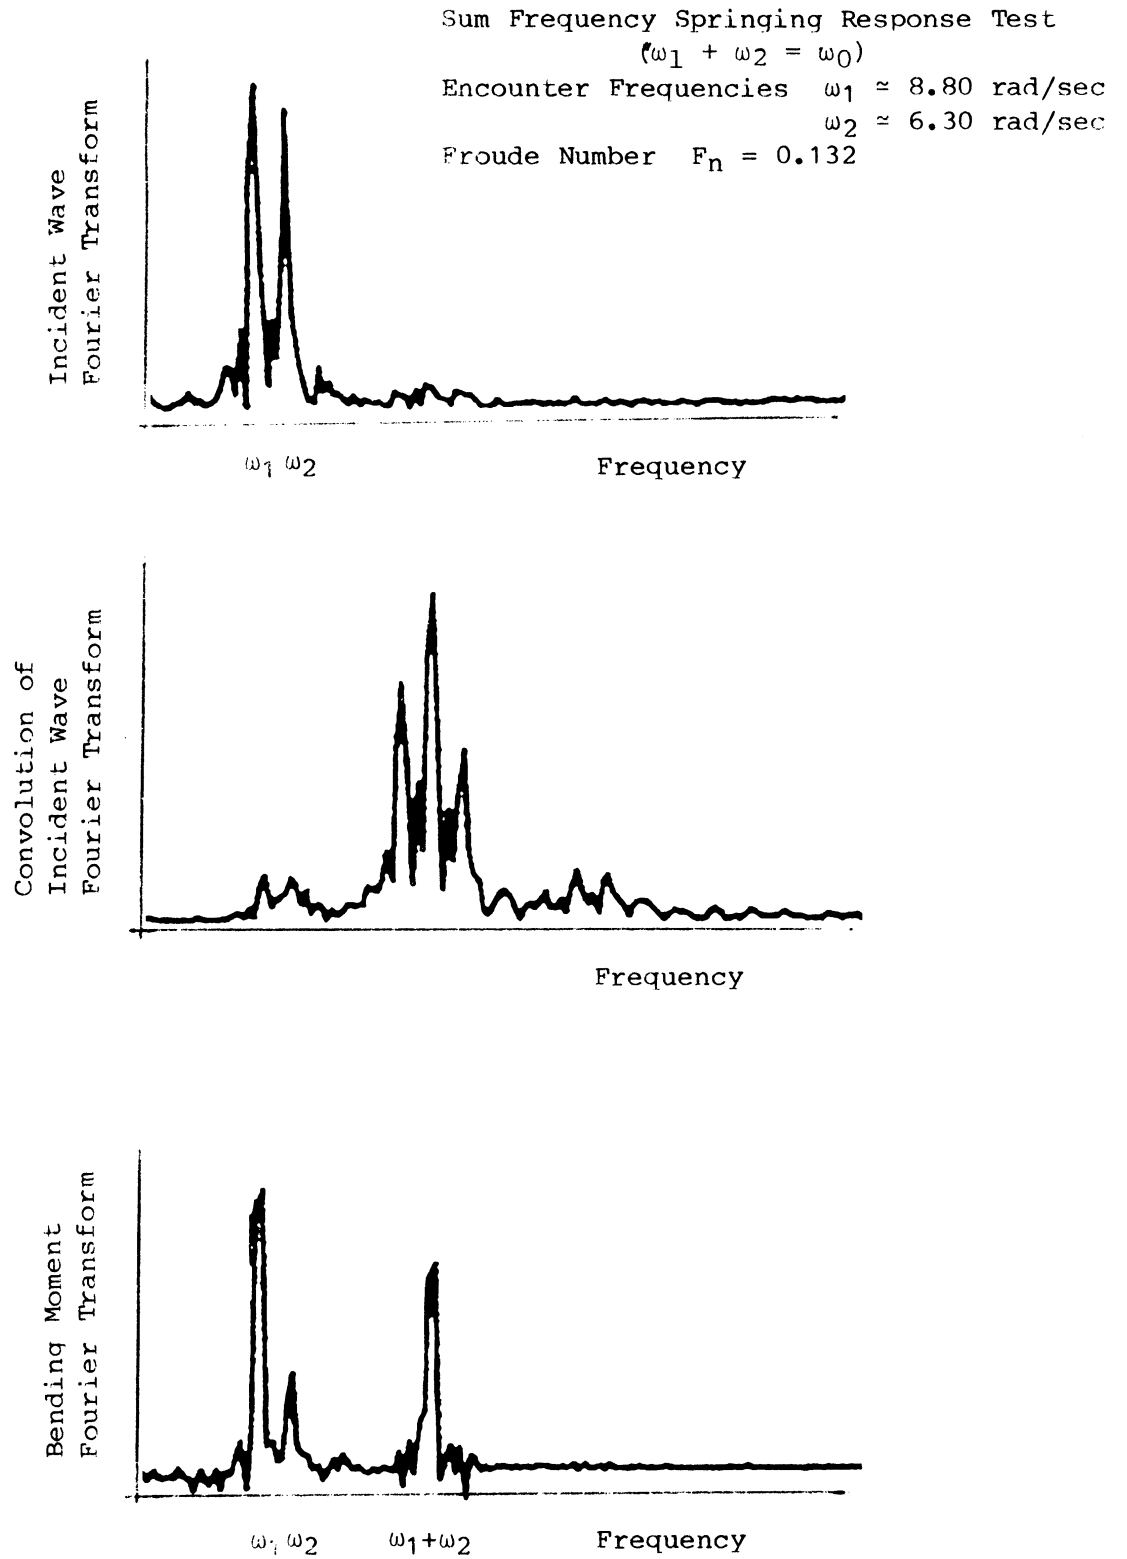 Sum Frequency Springing Response Test
(ω1 + ω2 = ω0)
Encounter Frequencies ω1 ≃ 8.80 rad/sec
ω2 ≃ 6.30 rad/sec
Froude Number Fn = 0.132
Incident Wave
Fourier Transform
ω1 ω2
Frequency
Convolution of
Incident Wave
Fourier Transform
Frequency
Bending Moment
Fourier Transform
ω1 ω2
ω1+ω2
Frequency